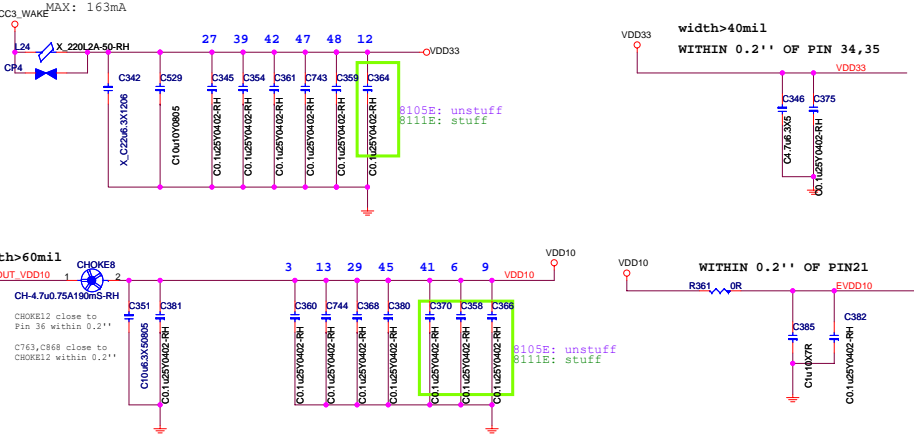 MAX: 163mA
CC3_WAKE
L24
X_220L2A-50-RH
CP4
27 39 42 47 48 12
VDD33
C342
C529
C345
C354
C361
C743
C359
C364
X_C22u6.3X1206
C10u10Y0805
C0.1u25Y0402-RH
C0.1u25Y0402-RH
C0.1u25Y0402-RH
C0.1u25Y0402-RH
C0.1u25Y0402-RH
C0.1u25Y0402-RH
8105E: unstuff
8111E: stuff
width>40mil
VDD33
WITHIN 0.2'' OF PIN 34,35
VDD33
C346
C375
C4.7u6.3X5
C0.1u25Y0402-RH
th>60mil
CHOKE8
OUT_VDD10
1
2
CH-4.7u0.75A190mS-RH
CHOKE12 close to
Pin 36 within 0.2''
C763,C868 close to
CHOKE12 within 0.2''
3 13 29 45 41 6 9
VDD10
VDD10
C351
C381
C360
C744
C368
C380
C370
C358
C366
C10u6.3X50805
C0.1u25Y0402-RH
C0.1u25Y0402-RH
C0.1u25Y0402-RH
C0.1u25Y0402-RH
C0.1u25Y0402-RH
C0.1u25Y0402-RH
C0.1u25Y0402-RH
C0.1u25Y0402-RH
8105E: unstuff
8111E: stuff
VDD10
WITHIN 0.2'' OF PIN21
R361
0R
EVDD10
C385
C382
C1u10X7R
C0.1u25Y0402-RH